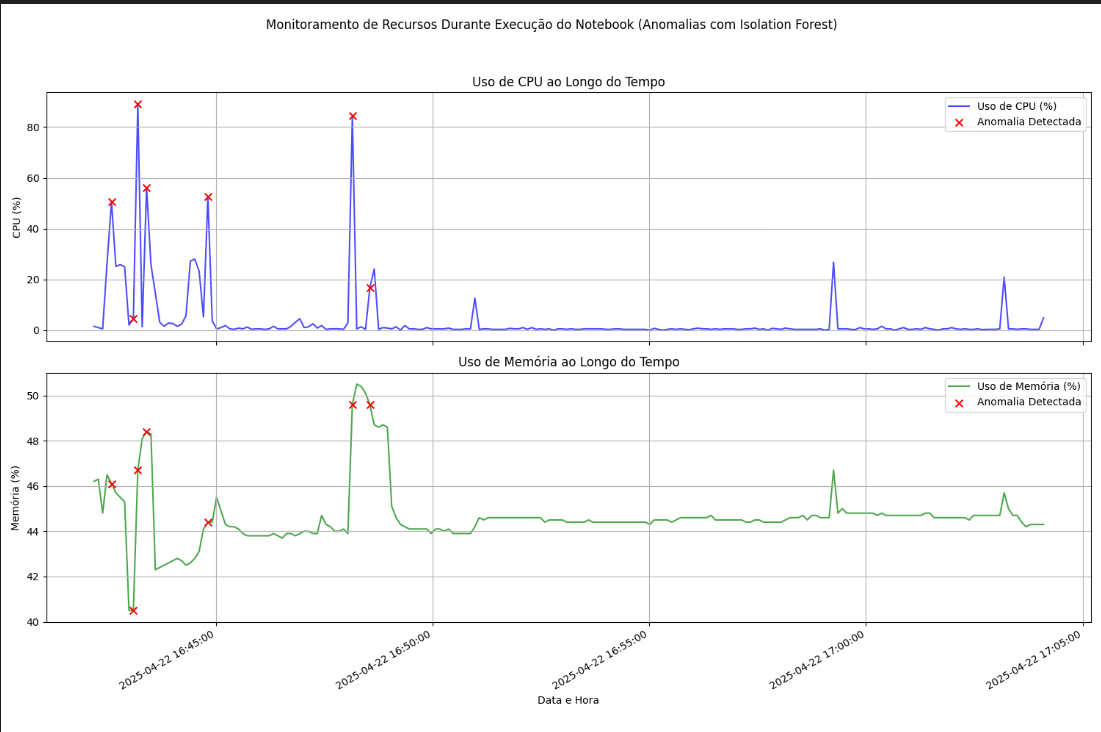 Monitoramento de Recursos Durante Execução do Notebook (Anomalias com Isolation Forest)
Uso de CPU ao Longo do Tempo
Uso de CPU (%)
Anomalia Detectada
CPU (%)
80
60
40
20
0
Uso de Memória ao Longo do Tempo
Uso de Memória (%)
Anomalia Detectada
Memória (%)
50
48
46
44
42
40
2025-04-22 16:45:00
2025-04-22 16:50:00
2025-04-22 16:55:00
2025-04-22 17:00:00
2025-04-22 17:05:00
Data e Hora